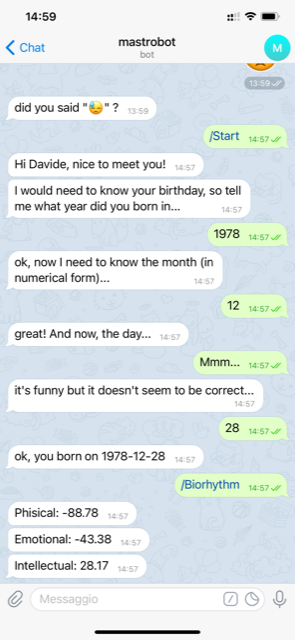 14:59
Chat
mastrobot
bot
M
13:59
did you said "😓" ? 13:59
/Start 14:57
Hi Davide, nice to meet you! 14:57
I would need to know your birthday, so tell
me what year did you born in... 14:57
1978 14:57
ok, now I need to know the month (in
numerical form)... 14:57
12 14:57
great! And now, the day... 14:57
Mmm... 14:57
it's funny but it doesn't seem to be correct...
14:57
28 14:57
ok, you born on 1978-12-28 14:57
/Biorhythm 14:57
Phisical: -88.78 14:57
Emotional: -43.38 14:57
Intellectual: 28.17 14:57
Messaggio